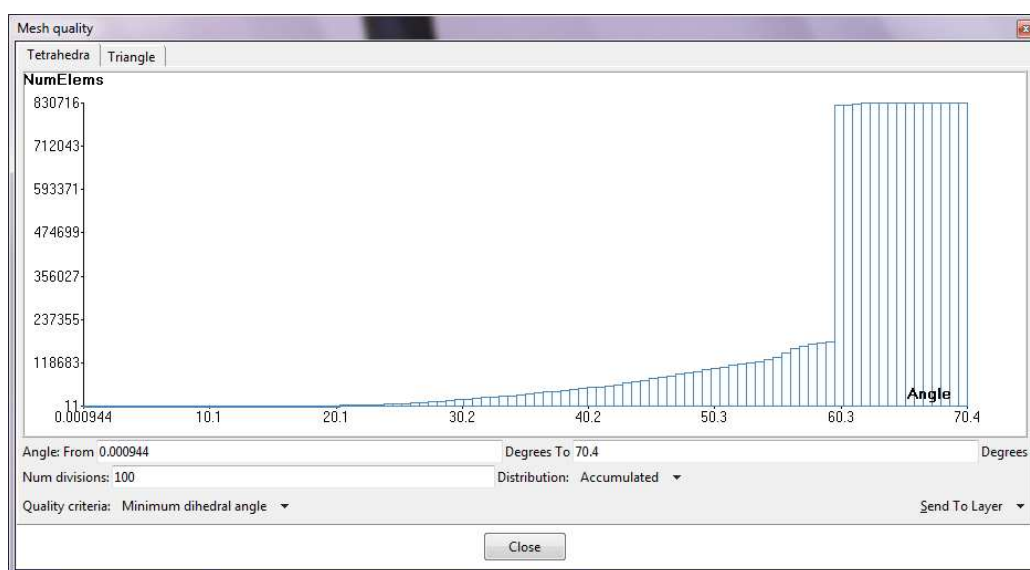 Mesh quality
Tetrahedra Triangle
NumElems
830716
712043
593371
474699
356027
237355
118683
11
Angle
0.000944 10.1 20.1 30.2 40.2 50.3 60.3 70.4
Angle: From 0.000944 Degrees To 70.4 Degrees
Num divisions: 100 Distribution: Accumulated
Quality criteria: Minimum dihedral angle Send To Layer
Close